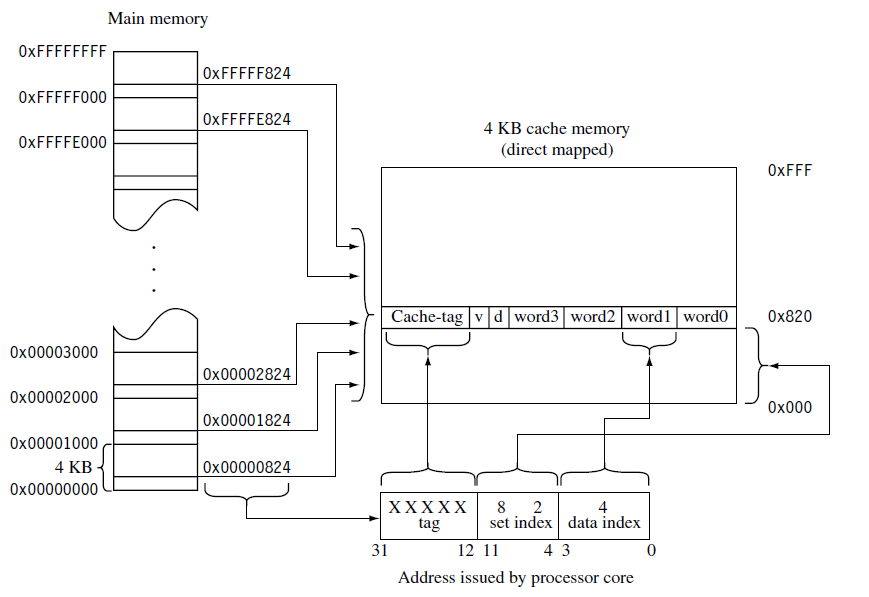 Main memory
0xFFFFFFFF
0xFFFFF824
0xFFFFF000
0xFFFFE824
0xFFFFE000
4 KB cache memory
(direct mapped)
0xFFF
.
.
.
Cache-tag v d word3 word2 word1 word0
0x820
0x00003000
0x00002824
0x00002000
0x00001824
0x00001000
4 KB
0x00000824
0x00000000
0x000
X X X X X
tag
8 2
set index
4
data index
31 12 11 4 3 0
Address issued by processor core